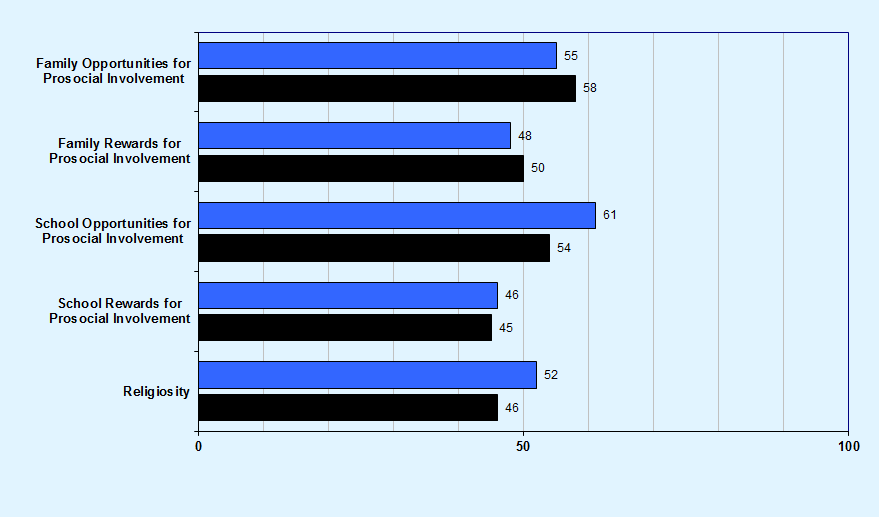 Family Opportunities for
Prosocial Involvement
55
58
Family Rewards for
Prosocial Involvement
48
50
School Opportunities for
Prosocial Involvement
61
54
School Rewards for
Prosocial Involvement
46
45
Religiosity
52
46
0 50 100